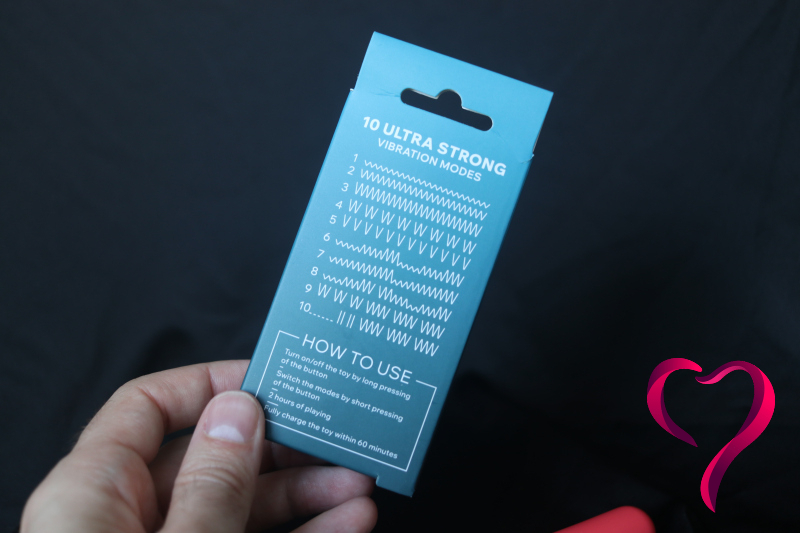 10 ULTRA STRONG
VIBRATION MODES
1
2
3
4
5
6
7
8
9
10
HOW TO USE
Turn on/off the toy by long pressing
of the button
Switch the modes by short pressing
of the button
2 hours of playing
Fully charge the toy within 60 minutes